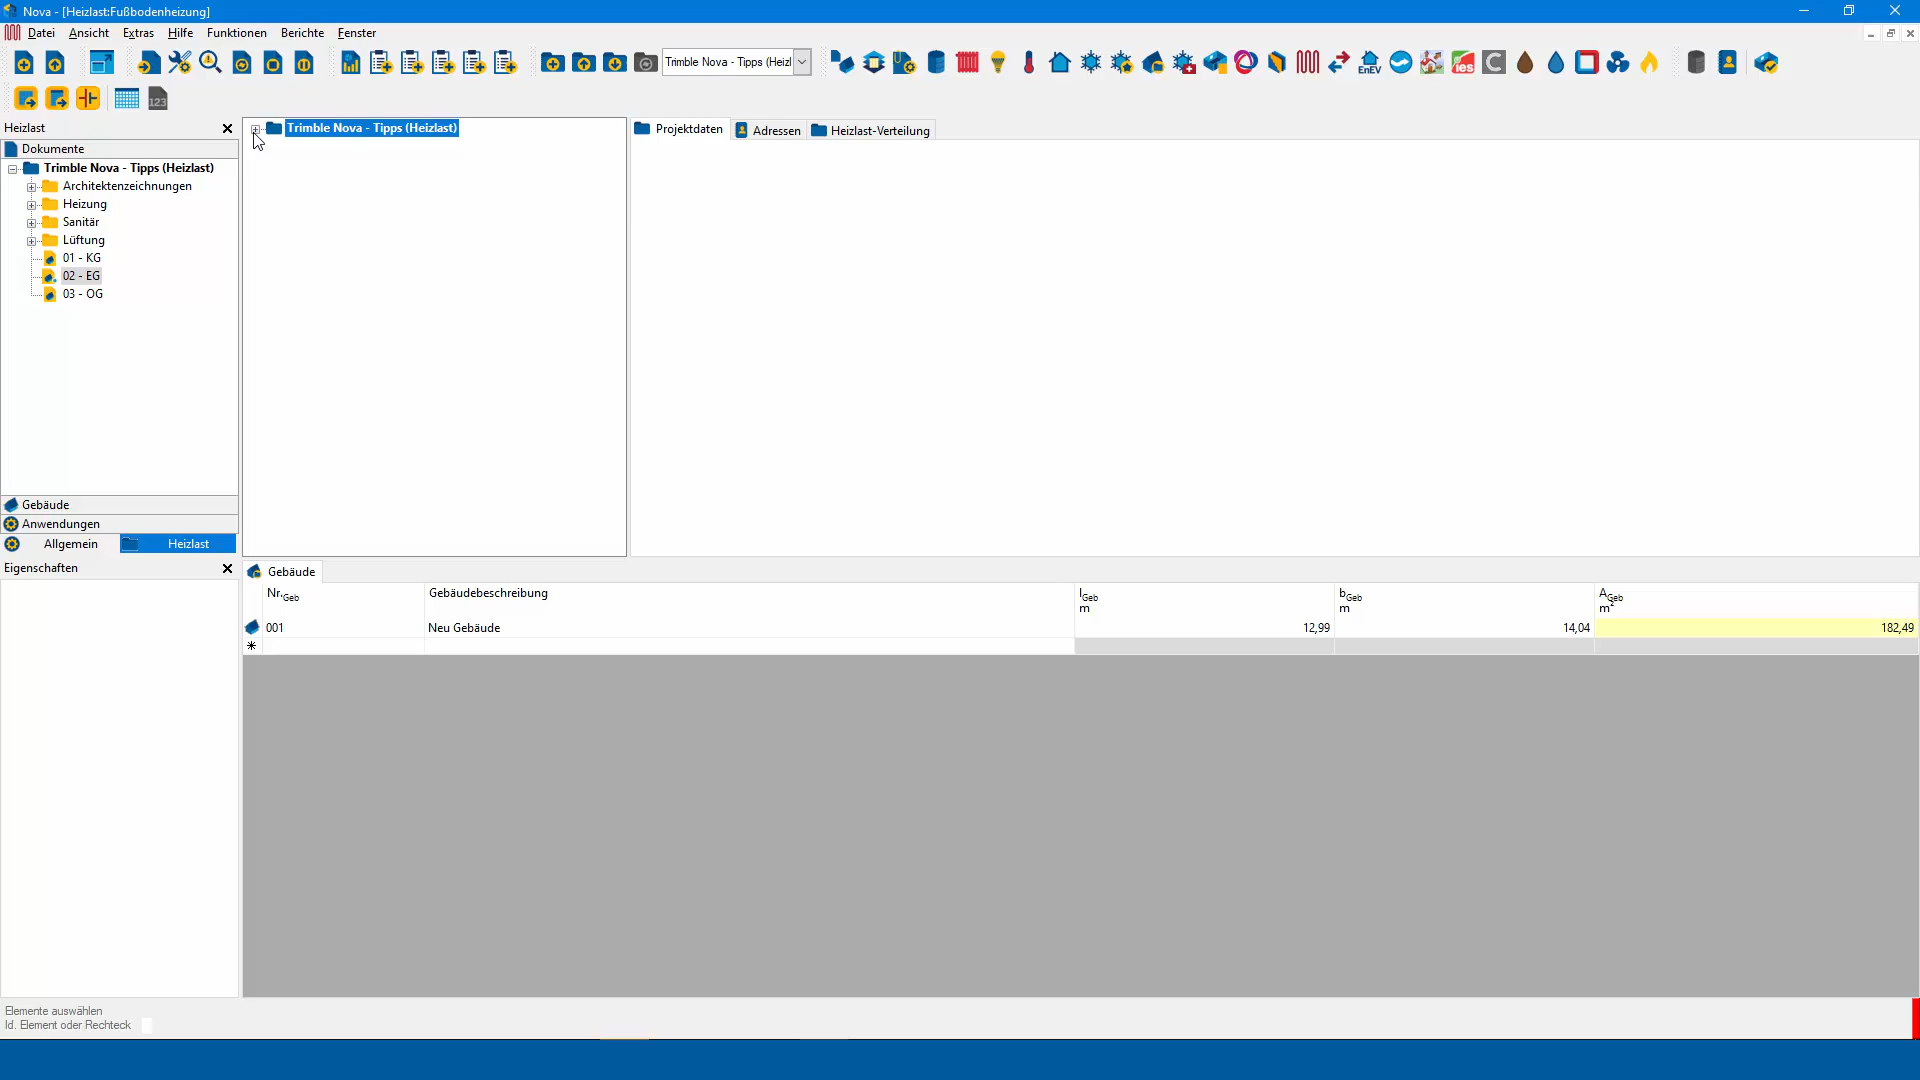 Nova - [Heizlast:Fußbodenheizung]
Datei Ansicht Extras Hilfe Funktionen Berichte Fenster
Trimble Nova - Tipps (Heizl
EnEV
ies
C
123
Heizlast
Dokumente
Trimble Nova - Tipps (Heizlast)
Architektenzeichnungen
Heizung
Sanitär
Lüftung
01 - KG
02 - EG
03 - OG
Gebäude
Anwendungen
Allgemein Heizlast
Eigenschaften
Trimble Nova - Tipps (Heizlast)
Projektdaten Adressen Heizlast-Verteilung
Gebäude
Nr.Geb Gebäudebeschreibung lGeb bGeb AGeb
m m m²
001 Neu Gebäude 12,99 14,04 182,49
Elemente auswählen
Id. Element oder Rechteck